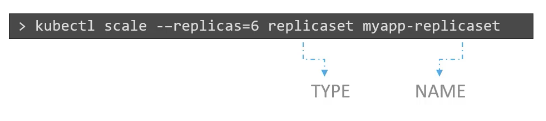 > kubectl scale --replicas=6 replicaset myapp-replicaset
TYPE NAME